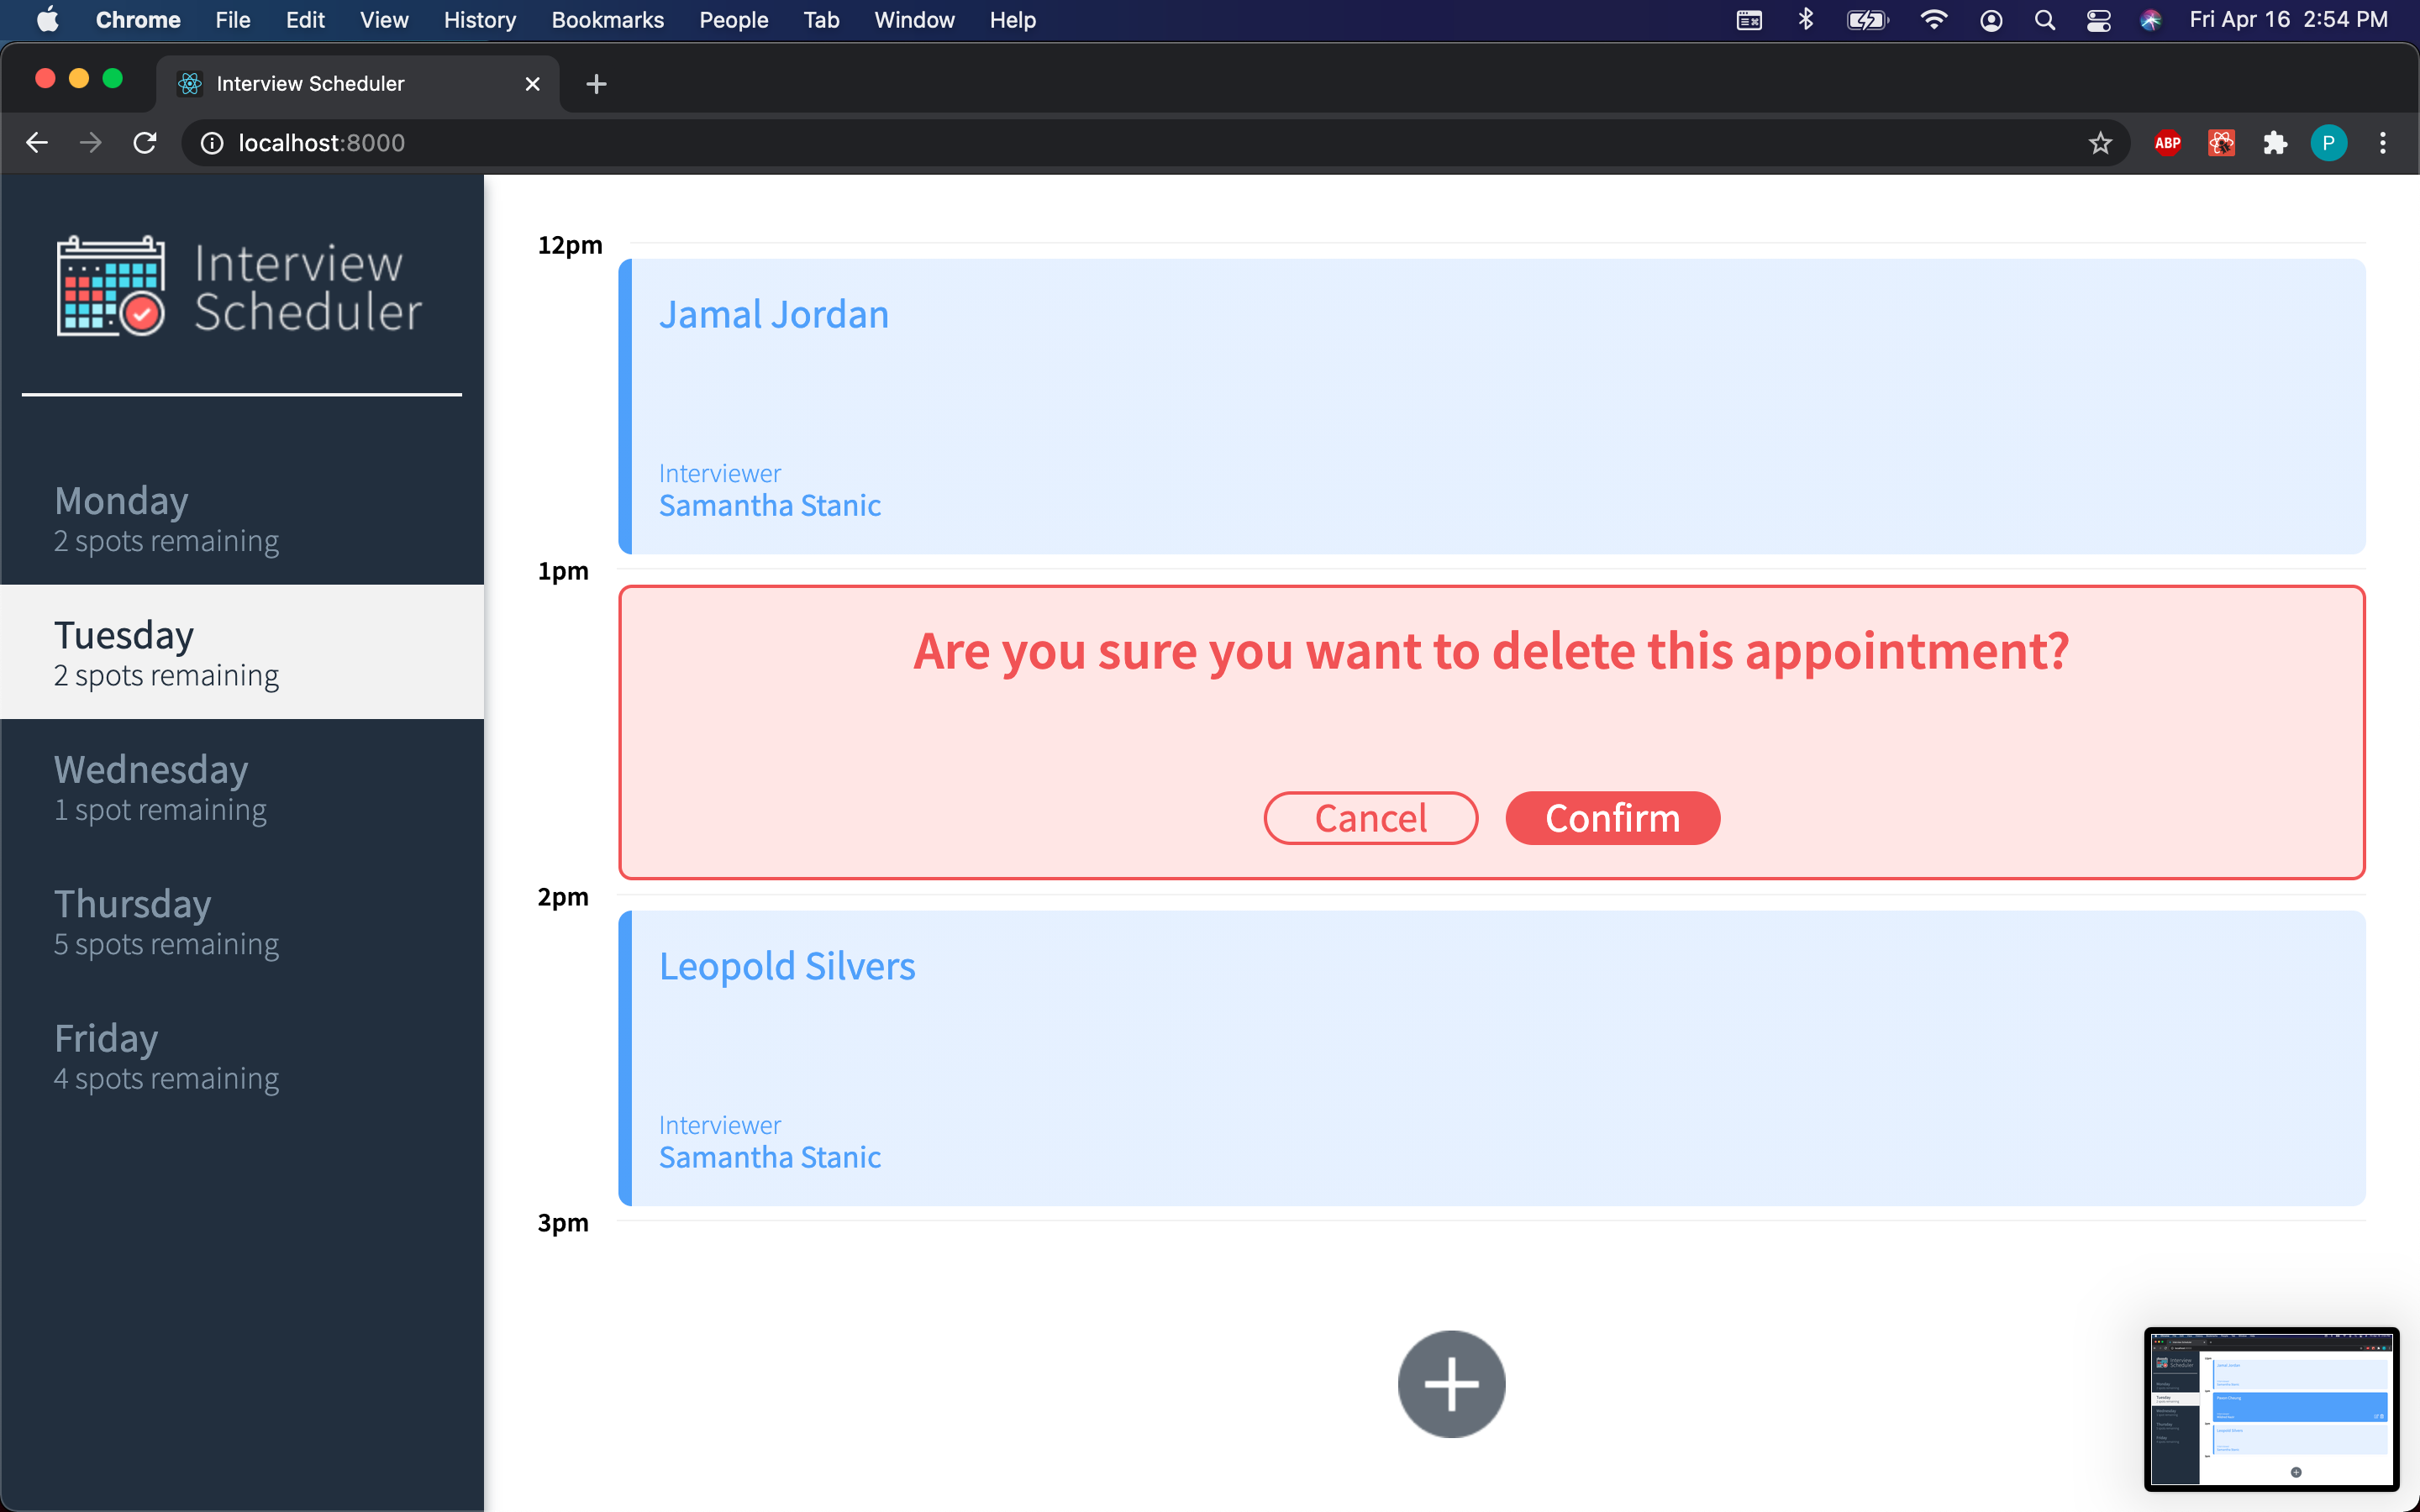 Chrome File Edit View History Bookmarks People Tab Window Help Fri Apr 16 2:54 PM
Interview Scheduler
localhost:8000
ABP
P
Interview
Scheduler
Monday
2 spots remaining
Tuesday
2 spots remaining
Wednesday
1 spot remaining
Thursday
5 spots remaining
Friday
4 spots remaining
12pm
Jamal Jordan
Interviewer
Samantha Stanic
1pm
Are you sure you want to delete this appointment?
Cancel Confirm
2pm
Leopold Silvers
Interviewer
Samantha Stanic
3pm